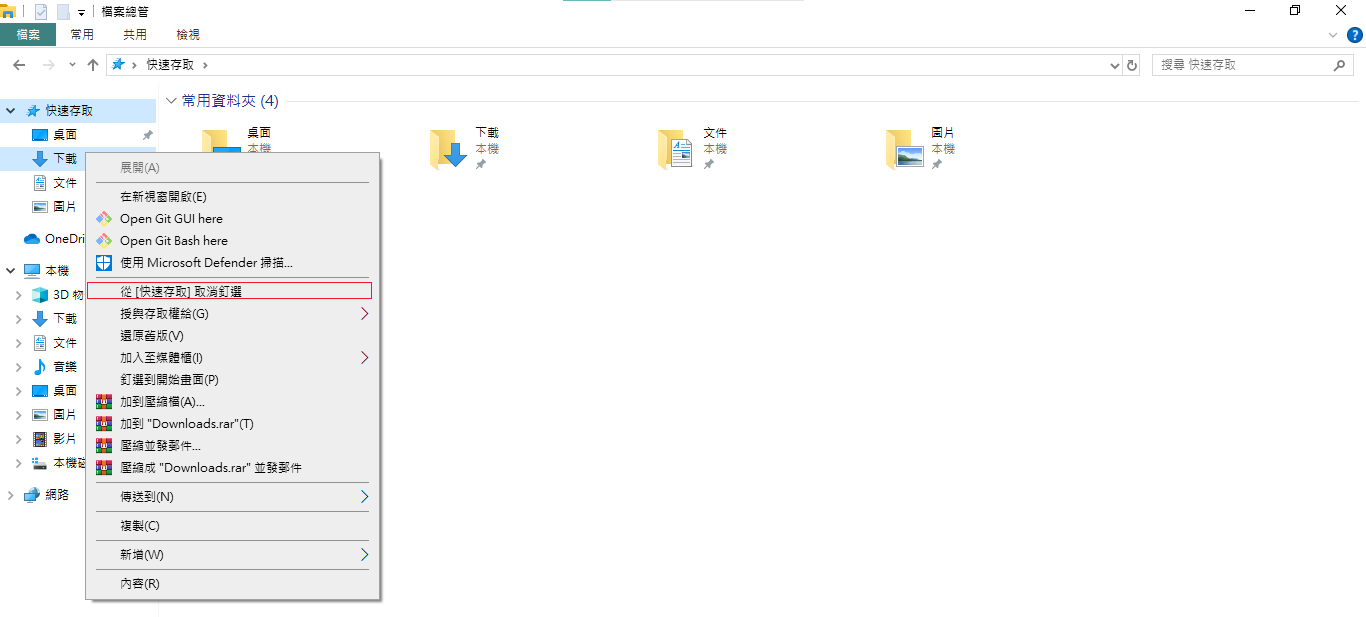 檔案總管
檔案
常用
共用
檢視
快速存取
搜尋 快速存取
快速存取
桌面
下載
文件
圖片
OneDri
本機
3D 物
下載
文件
音樂
桌面
圖片
影片
本機磁
網路
常用資料夾 (4)
桌面
本機
下載
本機
文件
本機
圖片
本機
展開(A)
在新視窗開啟(E)
Open Git GUI here
Open Git Bash here
使用 Microsoft Defender 掃描...
從 [快速存取] 取消釘選
授與存取權給(G)
還原舊版(V)
加入至媒體櫃(I)
釘選到開始畫面(P)
加到壓縮檔(A)...
加到 "Downloads.rar"(T)
壓縮並發郵件...
壓縮成 "Downloads.rar" 並發郵件
傳送到(N)
複製(C)
新增(W)
內容(R)